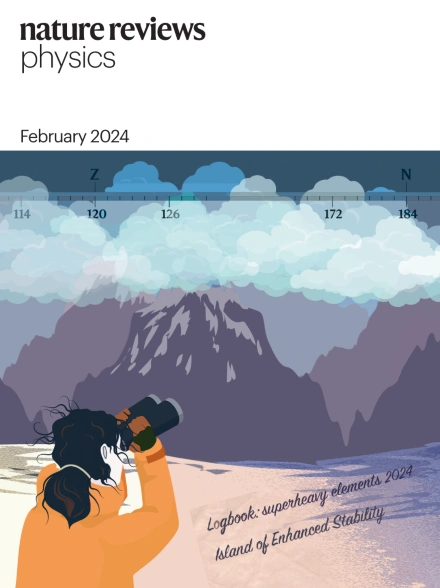 nature reviews
physics
February 2024
Z N
114 120 126 172 184
Logbook: superheavy elements 2024
Island of Enhanced Stability